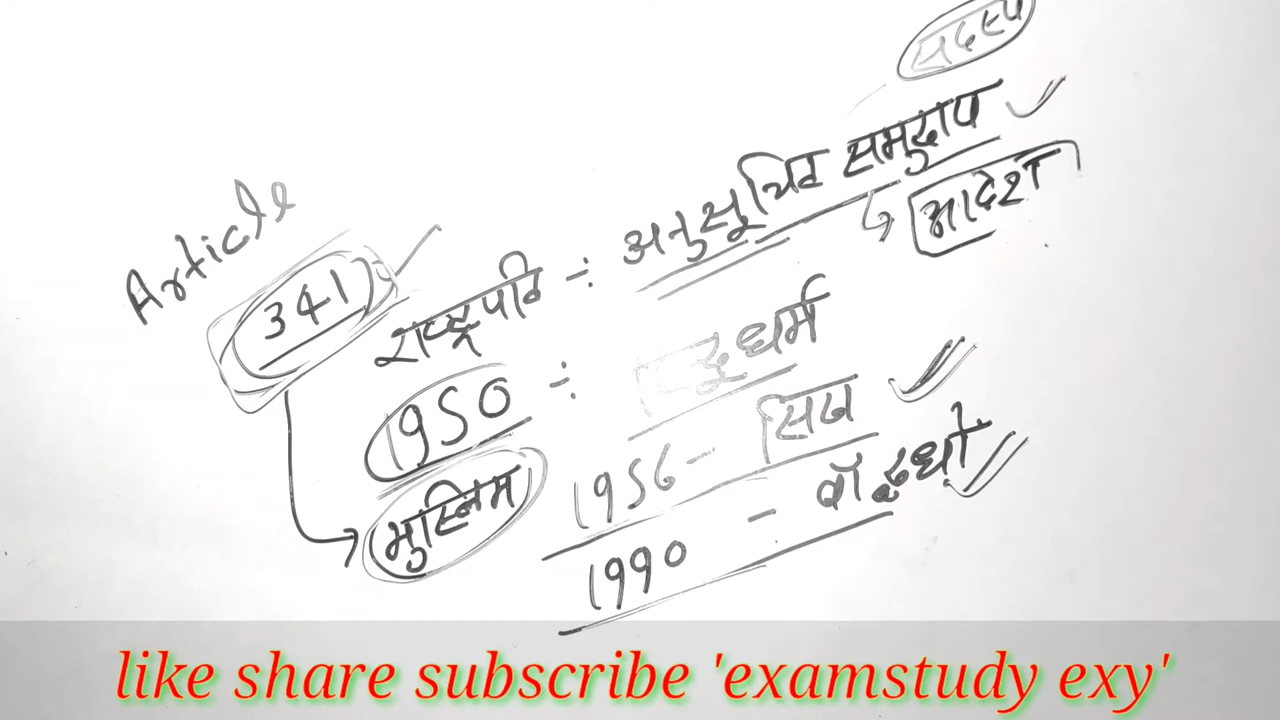 Article
341
राष्ट्रपति ÷ अनुसूचित समुदाय
आदेश
1950 ÷ धर्म
1956 - सिख
मुस्लिम
1990 - बौद्धो
like share subscribe 'examstudy exy'